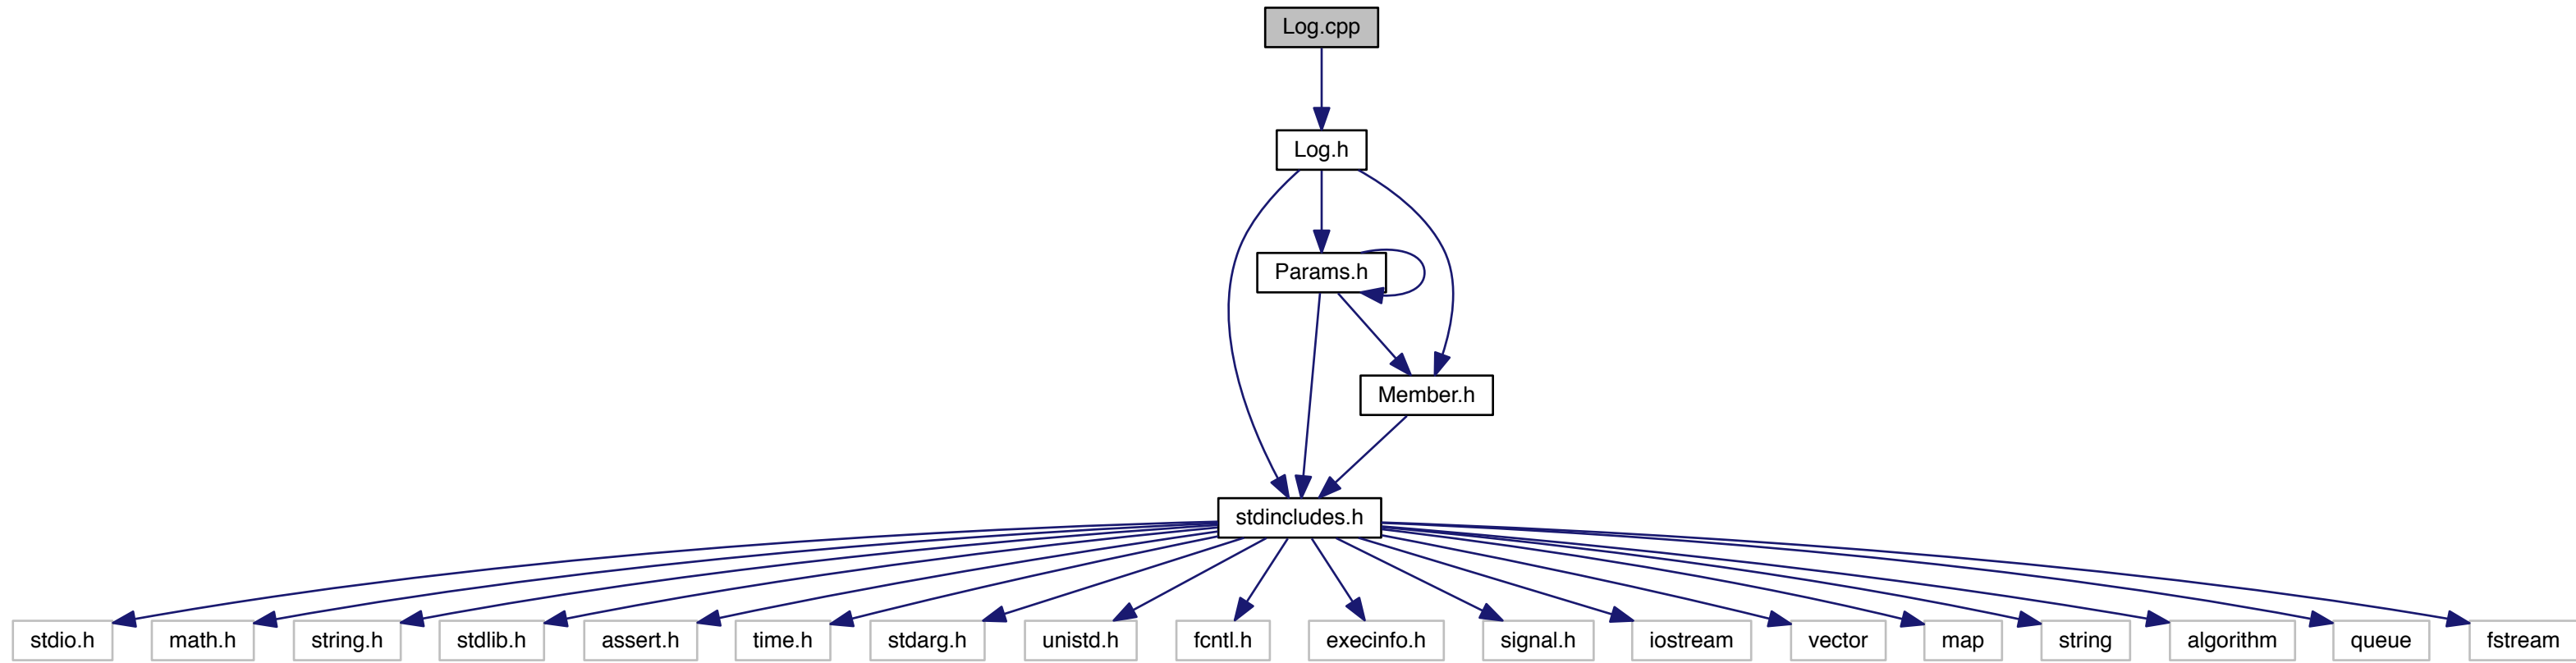 Log.cpp
Log.h
Params.h
Member.h
stdincludes.h
stdio.h
math.h
string.h
stdlib.h
assert.h
time.h
stdarg.h
unistd.h
fcntl.h
execinfo.h
signal.h
iostream
vector
map
string
algorithm
queue
fstream